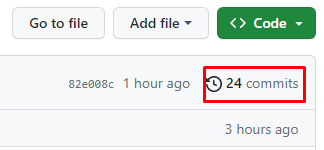 Go to file Add file Code
82e008c 1 hour ago 24 commits
3 hours ago